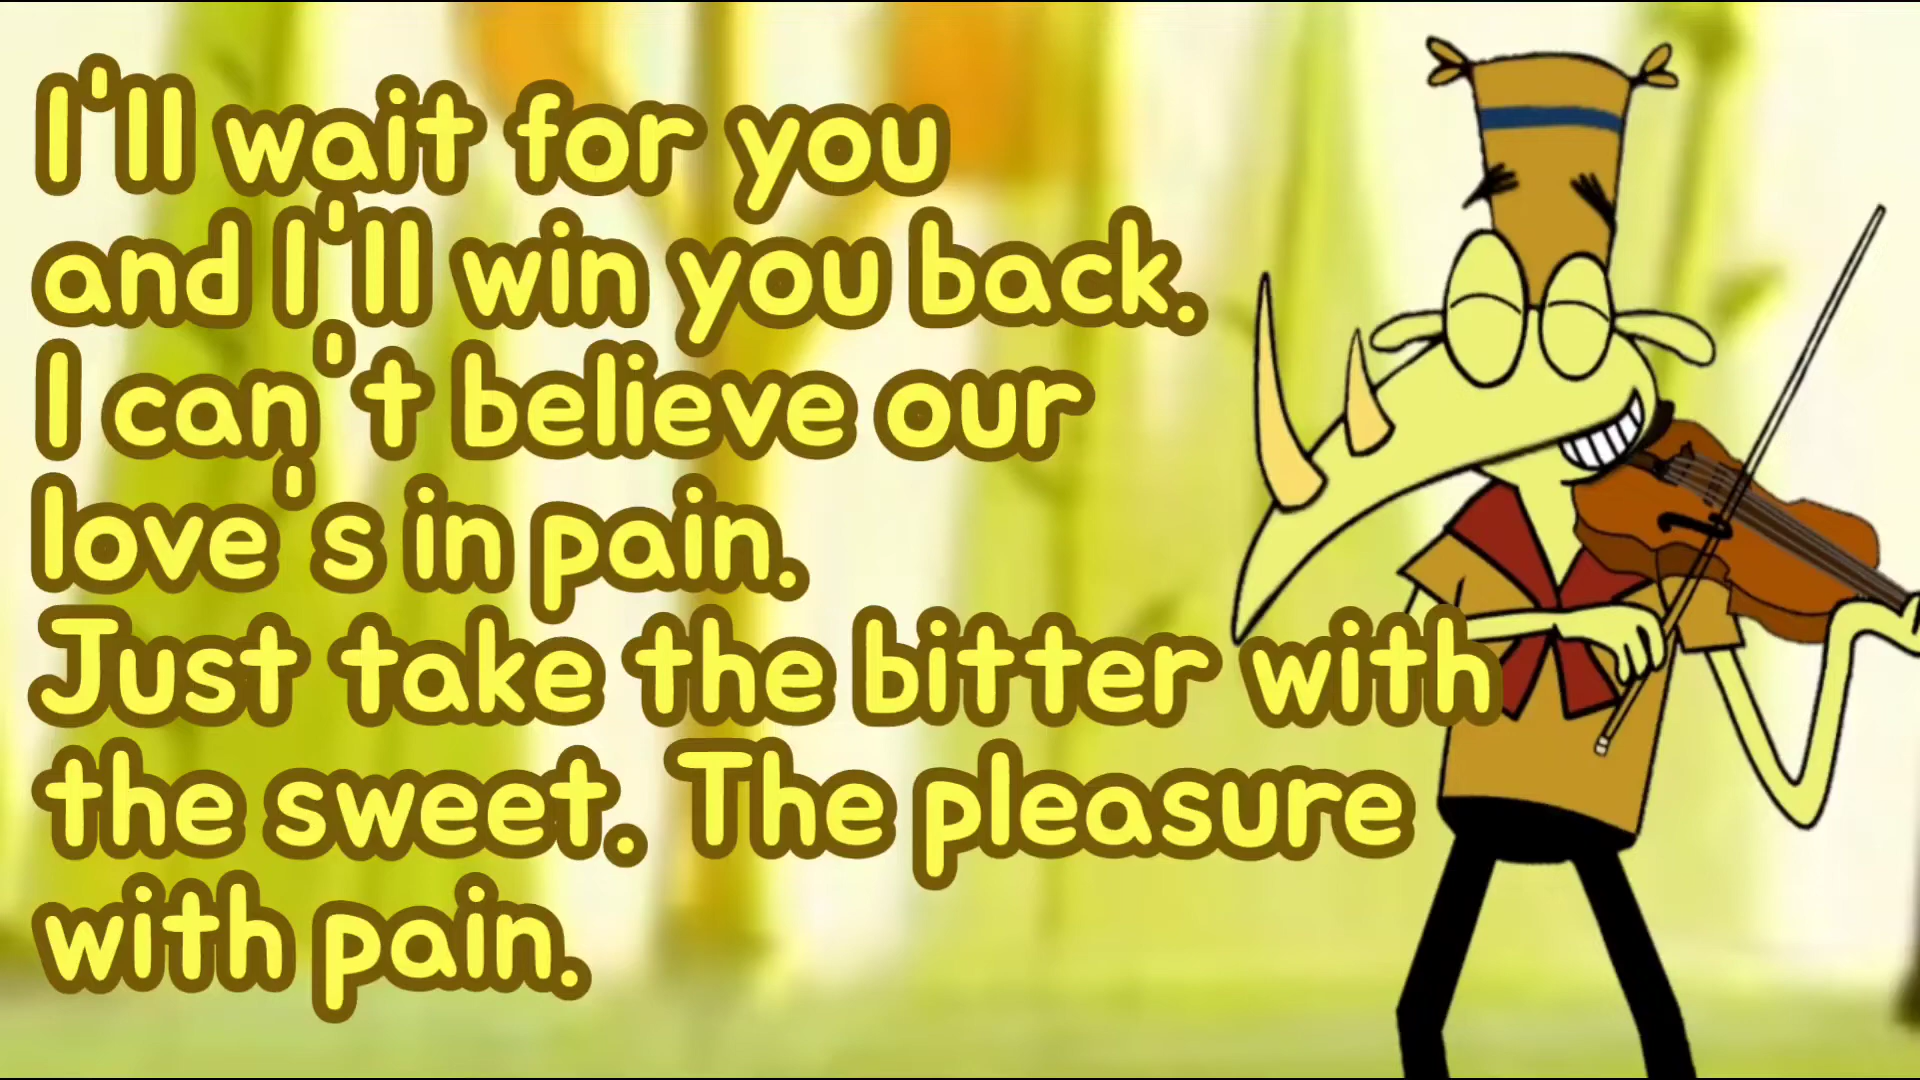 I'll wait for you
and I'll win you back.
I can't believe our
love's in pain.
Just take the bitter with
the sweet. The pleasure
with pain.